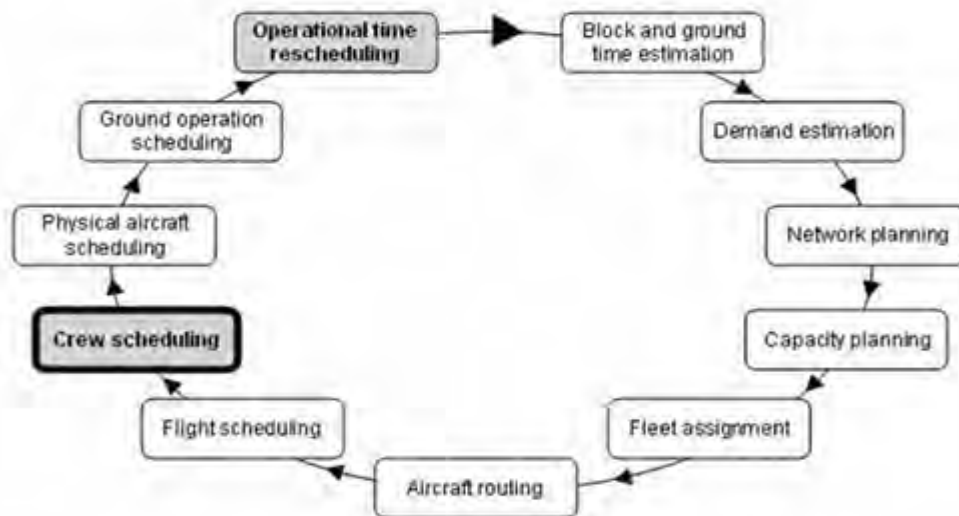 Operational time
rescheduling
Block and ground
time estimation
Demand estimation
Network planning
Capacity planning
Fleet assignment
Aircraft routing
Flight scheduling
Crew scheduling
Physical aircraft
scheduling
Ground operation
scheduling